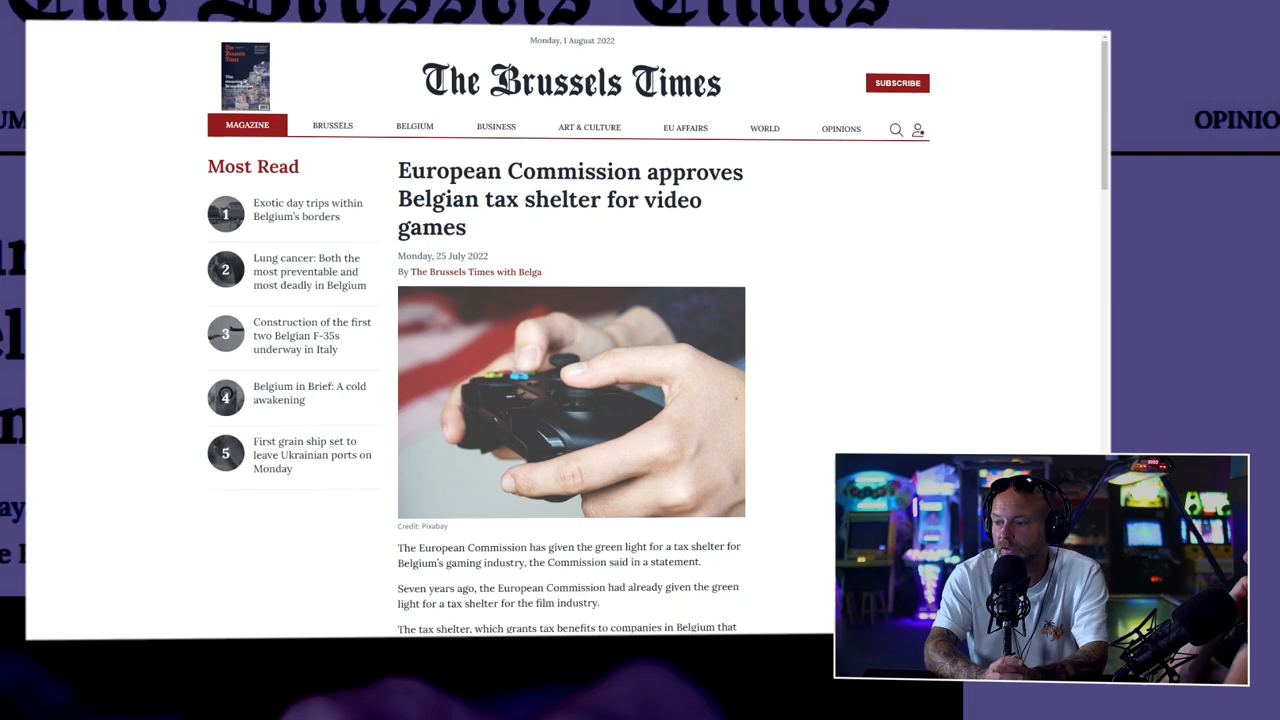 The Brussels Times
Monday, 1 August 2022
The Brussels Times
SUBSCRIBE
OPINIO
MAGAZINE
BRUSSELS
BELGIUM
BUSINESS
ART & CULTURE
EU AFFAIRS
WORLD
OPINIONS
Most Read
1
Exotic day trips within
Belgium's borders
2
Lung cancer: Both the
most preventable and
most deadly in Belgium
3
Construction of the first
two Belgian F-35s
underway in Italy
4
Belgium in Brief: A cold
awakening
5
First grain ship set to
leave Ukrainian ports on
Monday
European Commission approves
Belgian tax shelter for video
games
Monday, 25 July 2022
By The Brussels Times with Belga
Credit: Pixabay
The European Commission has given the green light for a tax shelter for
Belgium's gaming industry, the Commission said in a statement.
Seven years ago, the European Commission had already given the green
light for a tax shelter for the film industry.
The tax shelter, which grants tax benefits to companies in Belgium that